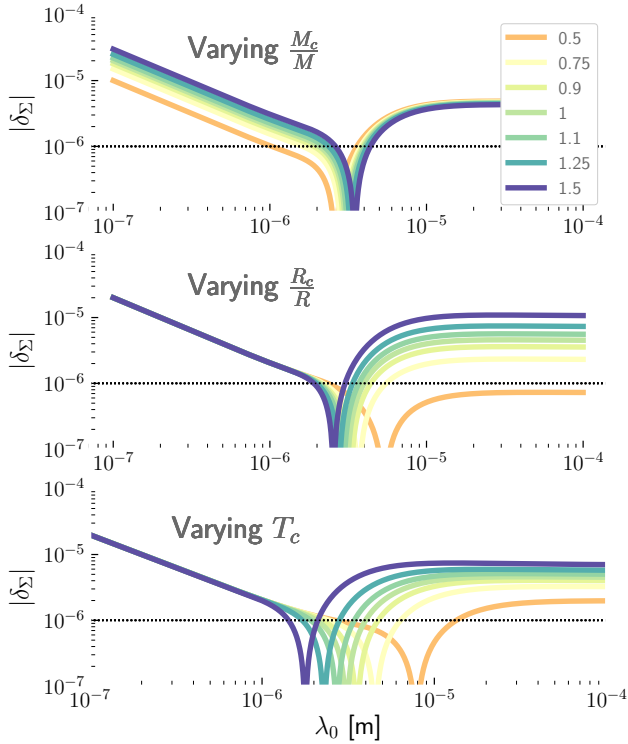 Varying M_c/M
|δ_Σ|
10⁻⁴
10⁻⁵
10⁻⁶
10⁻⁷
10⁻⁷ 10⁻⁶ 10⁻⁵ 10⁻⁴
0.5
0.75
0.9
1
1.1
1.25
1.5
Varying R_c/R
|δ_Σ|
10⁻⁴
10⁻⁵
10⁻⁶
10⁻⁷
10⁻⁷ 10⁻⁶ 10⁻⁵ 10⁻⁴
Varying T_c
|δ_Σ|
10⁻⁴
10⁻⁵
10⁻⁶
10⁻⁷
10⁻⁷ 10⁻⁶ 10⁻⁵ 10⁻⁴
λ₀ [m]